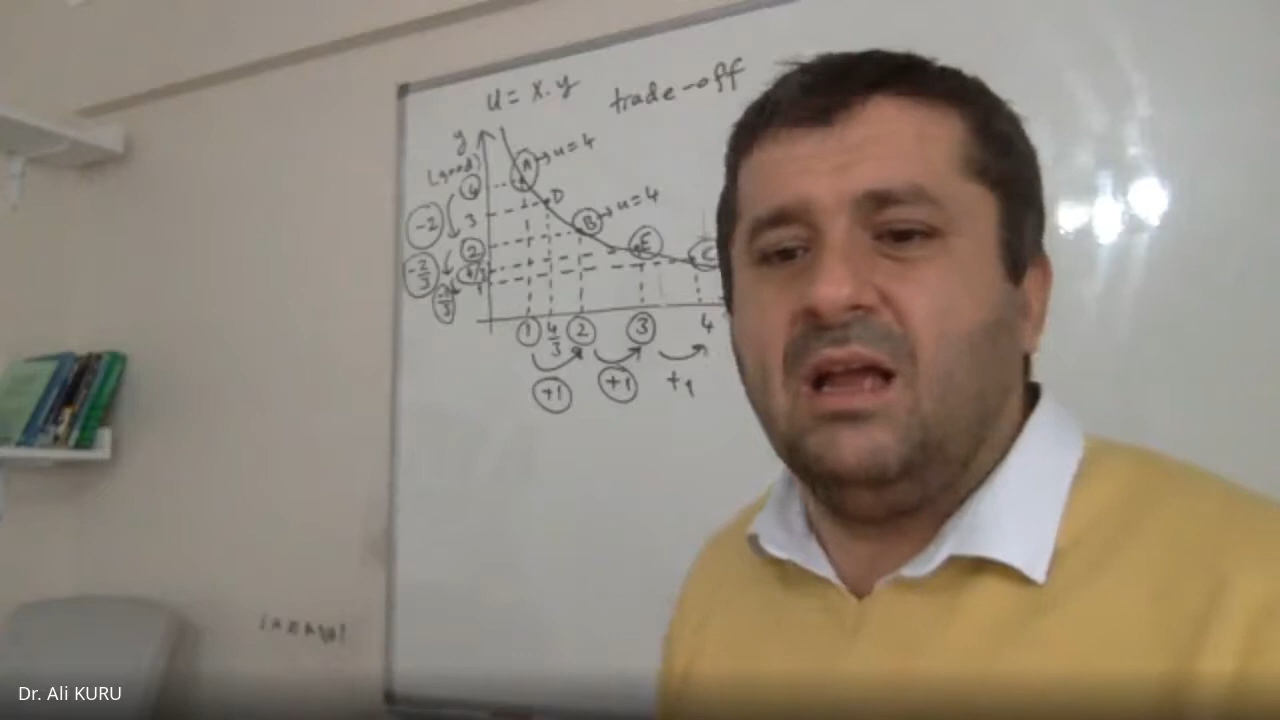 u = x.y trade-off
y
(good)
A → u=4
4
D
-2
3
B → u=4
2
E
C
-2/3
4/3
1
-1/3
1 4/3 2 3 4
+1 +1 +1
Dr. Ali KURU